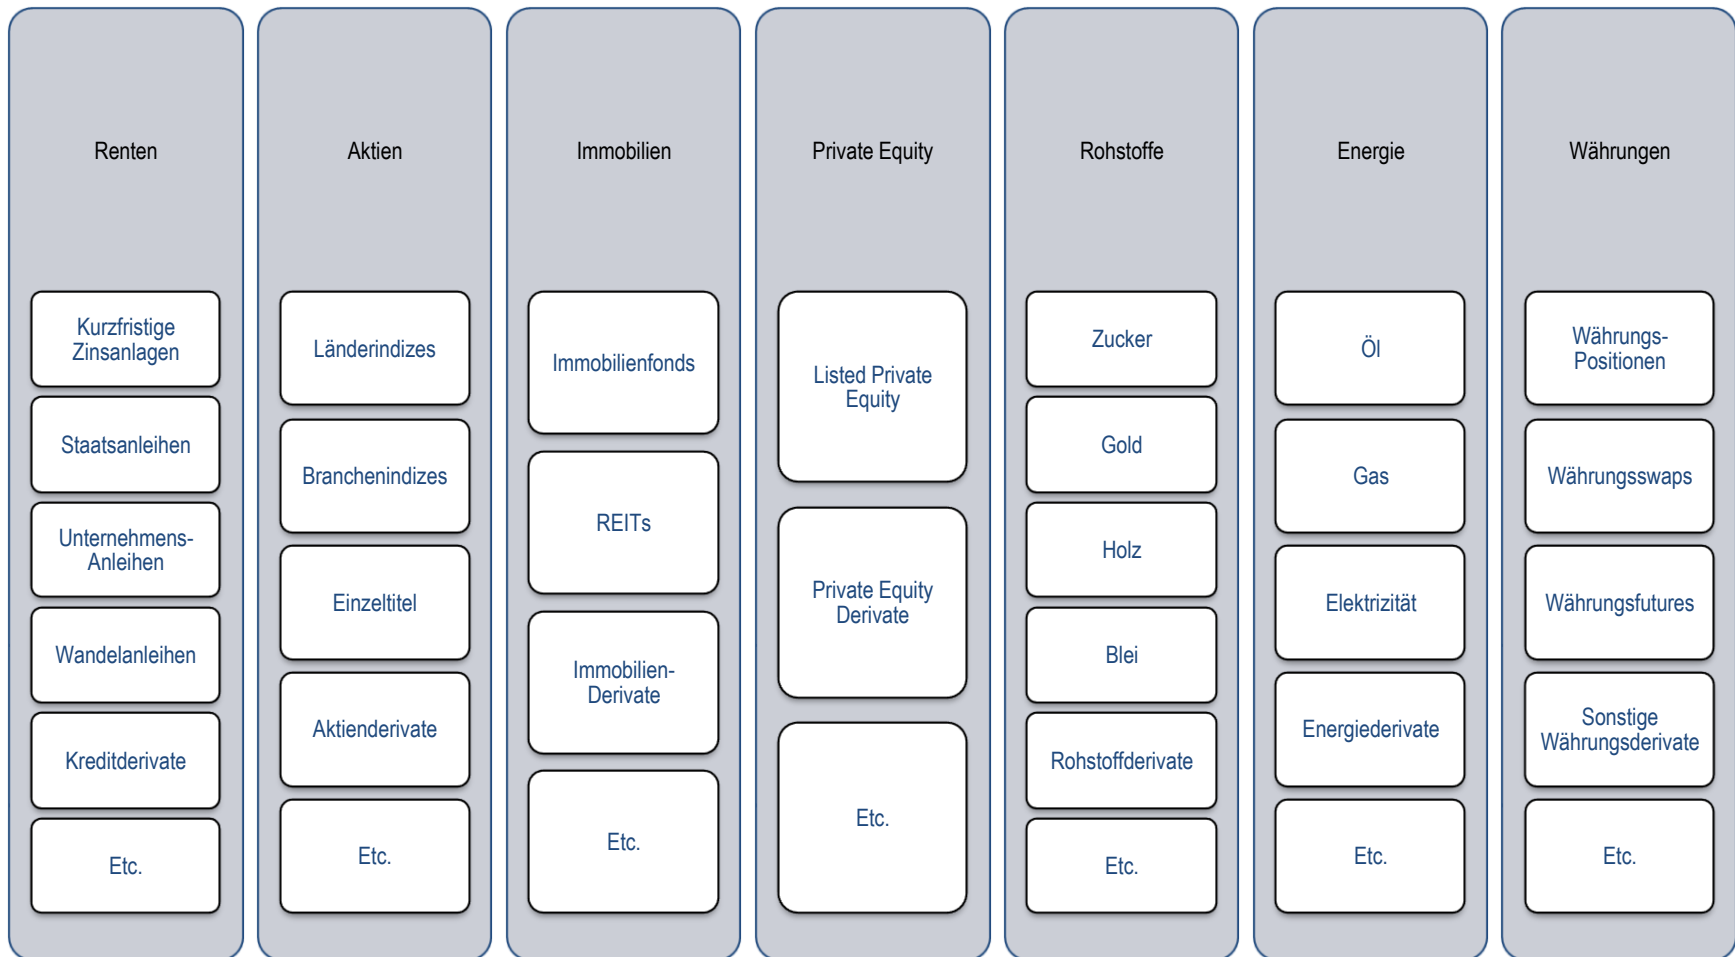 Renten
Kurzfristige
Zinsanlagen
Staatsanleihen
Unternehmens-
Anleihen
Wandelanleihen
Kreditderivate
Etc.
Aktien
Länderindizes
Branchenindizes
Einzeltitel
Aktienderivate
Etc.
Immobilien
Immobilienfonds
REITs
Immobilien-
Derivate
Etc.
Private Equity
Listed Private
Equity
Private Equity
Derivate
Etc.
Rohstoffe
Zucker
Gold
Holz
Blei
Rohstoffderivate
Etc.
Energie
Öl
Gas
Elektrizität
Energiederivate
Etc.
Währungen
Währungs-
Positionen
Währungsswaps
Währungsfutures
Sonstige
Währungsderivate
Etc.